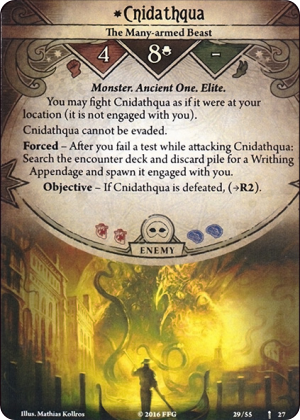 *Cnidathqua
The Many-armed Beast
4 8 –
Monster. Ancient One. Elite.
You may fight Cnidathqua as if it were at your
location (it is not engaged with you).
Cnidathqua cannot be evaded.
Forced – After you fail a test while attacking Cnidathqua:
Search the encounter deck and discard pile for a Writhing
Appendage and spawn it engaged with you.
Objective – If Cnidathqua is defeated, (→R2).
ENEMY
Illus. Mathias Kollros © 2016 FFG 29/55 27